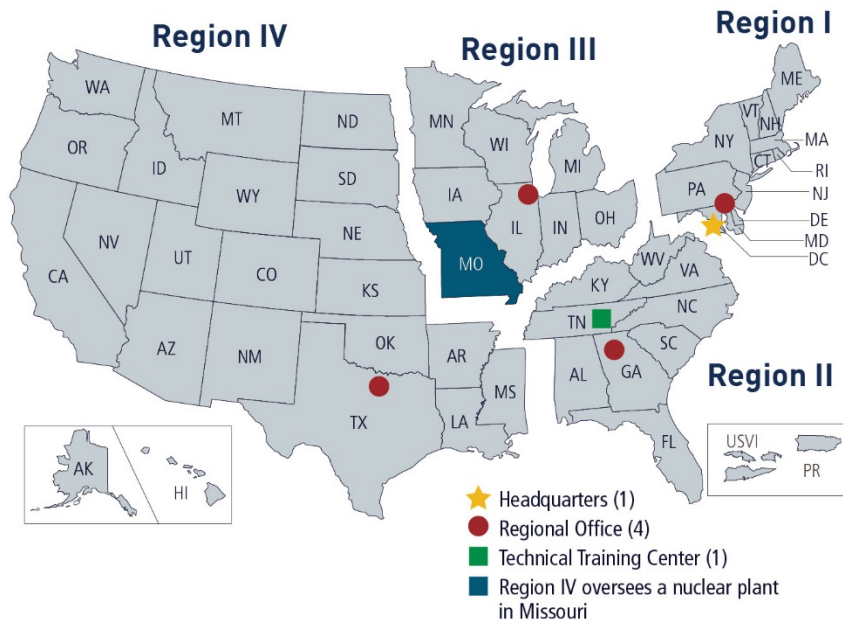 Region IV
Region III
Region I
WA
MT
ND
MN
ME
VT
NH
OR
ID
SD
WI
MI
NY
MA
CT
RI
WY
IA
PA
NJ
NV
NE
IL
IN
OH
DE
MD
DC
CA
UT
CO
KS
MO
WV
VA
KY
NC
AZ
NM
OK
AR
TN
SC
TX
LA
MS
AL
GA
Region II
FL
AK
HI
USVI
PR
Headquarters (1)
Regional Office (4)
Technical Training Center (1)
Region IV oversees a nuclear plant
in Missouri